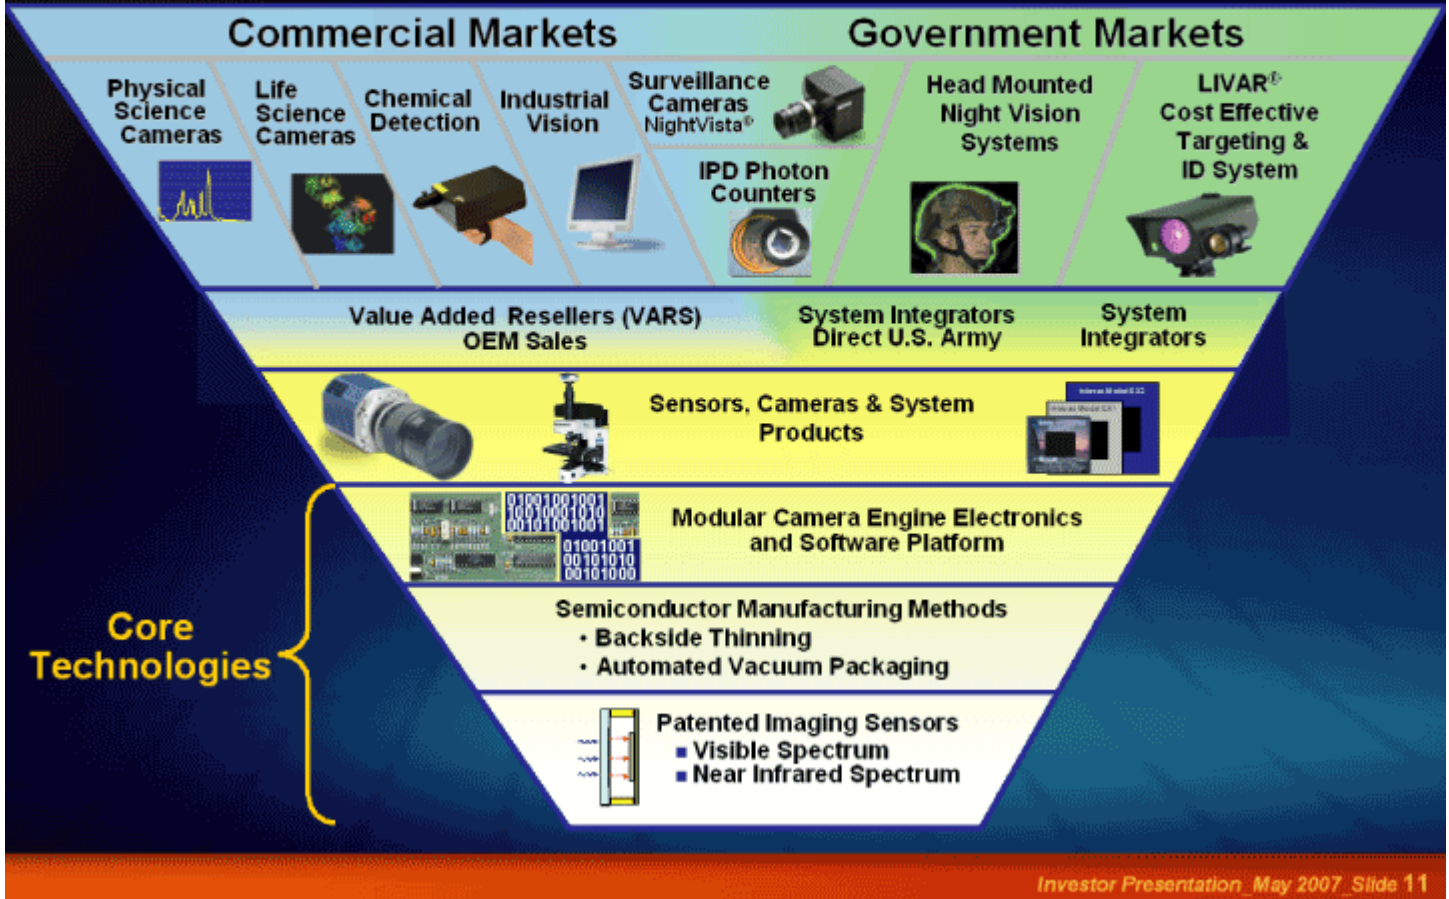 Commercial Markets
Government Markets
Physical
Science
Cameras
Life
Science
Cameras
Chemical
Detection
Industrial
Vision
Surveillance
Cameras
NightVista®
IPD Photon
Counters
Head Mounted
Night Vision
Systems
LIVAR®
Cost Effective
Targeting &
ID System
Value Added Resellers (VARS)
OEM Sales
System Integrators
Direct U.S. Army
System
Integrators
Sensors, Cameras & System
Products
01001001001
10010001010
00101001001
01001001
00101010
00101000
Modular Camera Engine Electronics
and Software Platform
Core
Technologies
Semiconductor Manufacturing Methods
• Backside Thinning
• Automated Vacuum Packaging
Patented Imaging Sensors
■ Visible Spectrum
■ Near Infrared Spectrum
Investor Presentation_May 2007_Slide 11